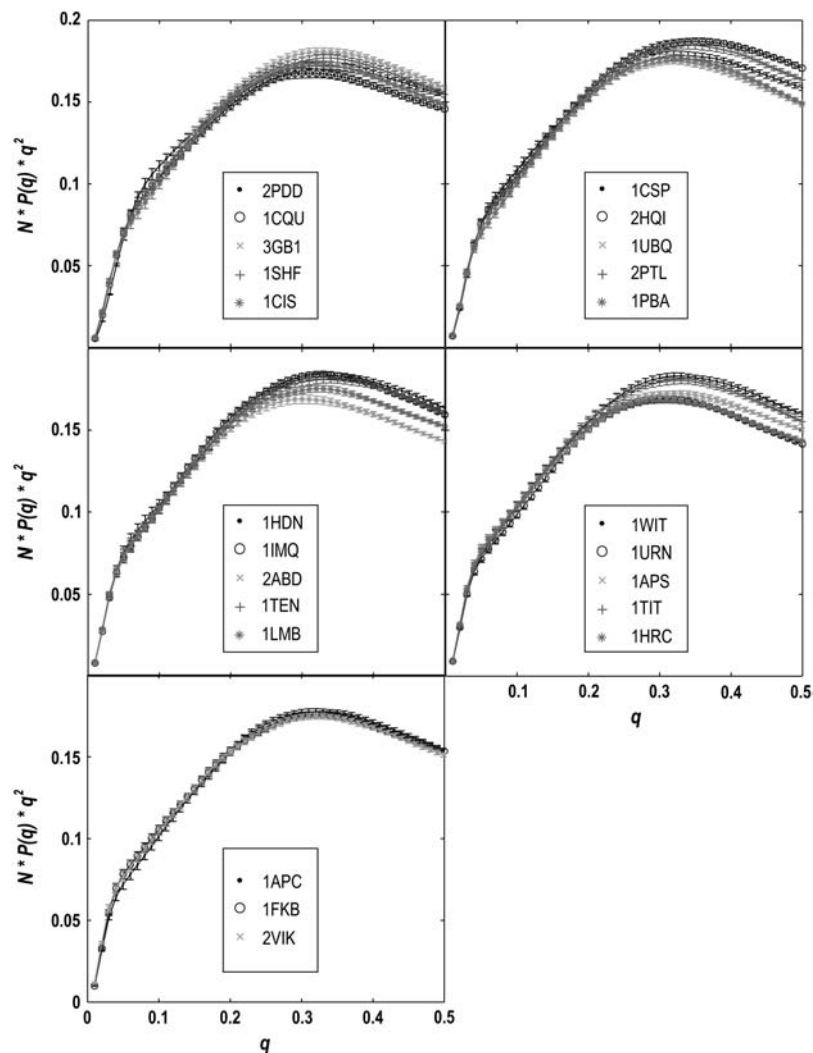 0.2
0.15
0.1
0.05
N * P(q) * q²
2PDD
1CQU
3GB1
1SHF
1CIS
1CSP
2HQI
1UBQ
2PTL
1PBA
0.15
0.1
0.05
N * P(q) * q²
1HDN
1IMQ
2ABD
1TEN
1LMB
1WIT
1URN
1APS
1TIT
1HRC
0.1 0.2 0.3 0.4 0.5
q
0.15
0.1
0.05
0
N * P(q) * q²
1APC
1FKB
2VIK
0 0.1 0.2 0.3 0.4 0.5
q